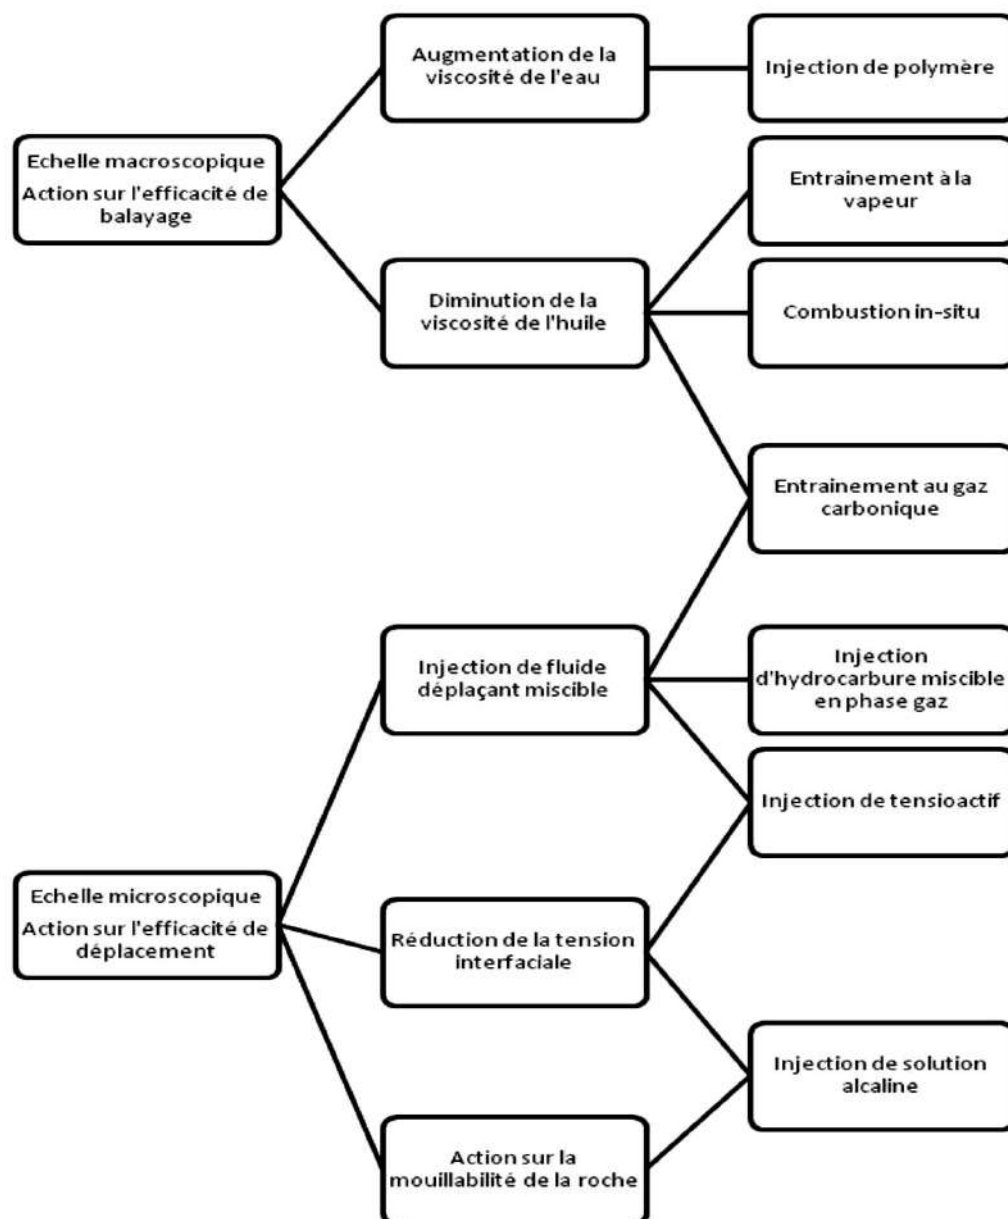 Augmentation de la
viscosité de l'eau
Injection de polymère
Echelle macroscopique
Action sur l'efficacité de
balayage
Entrainement à la
vapeur
Diminution de la
viscosité de l'huile
Combustion in-situ
Entrainement au gaz
carbonique
Injection de fluide
déplaçant miscible
Injection
d'hydrocarbure miscible
en phase gaz
Injection de tensioactif
Echelle microscopique
Action sur l'efficacité de
déplacement
Réduction de la tension
interfaciale
Injection de solution
alcaline
Action sur la
mouillabilité de la roche